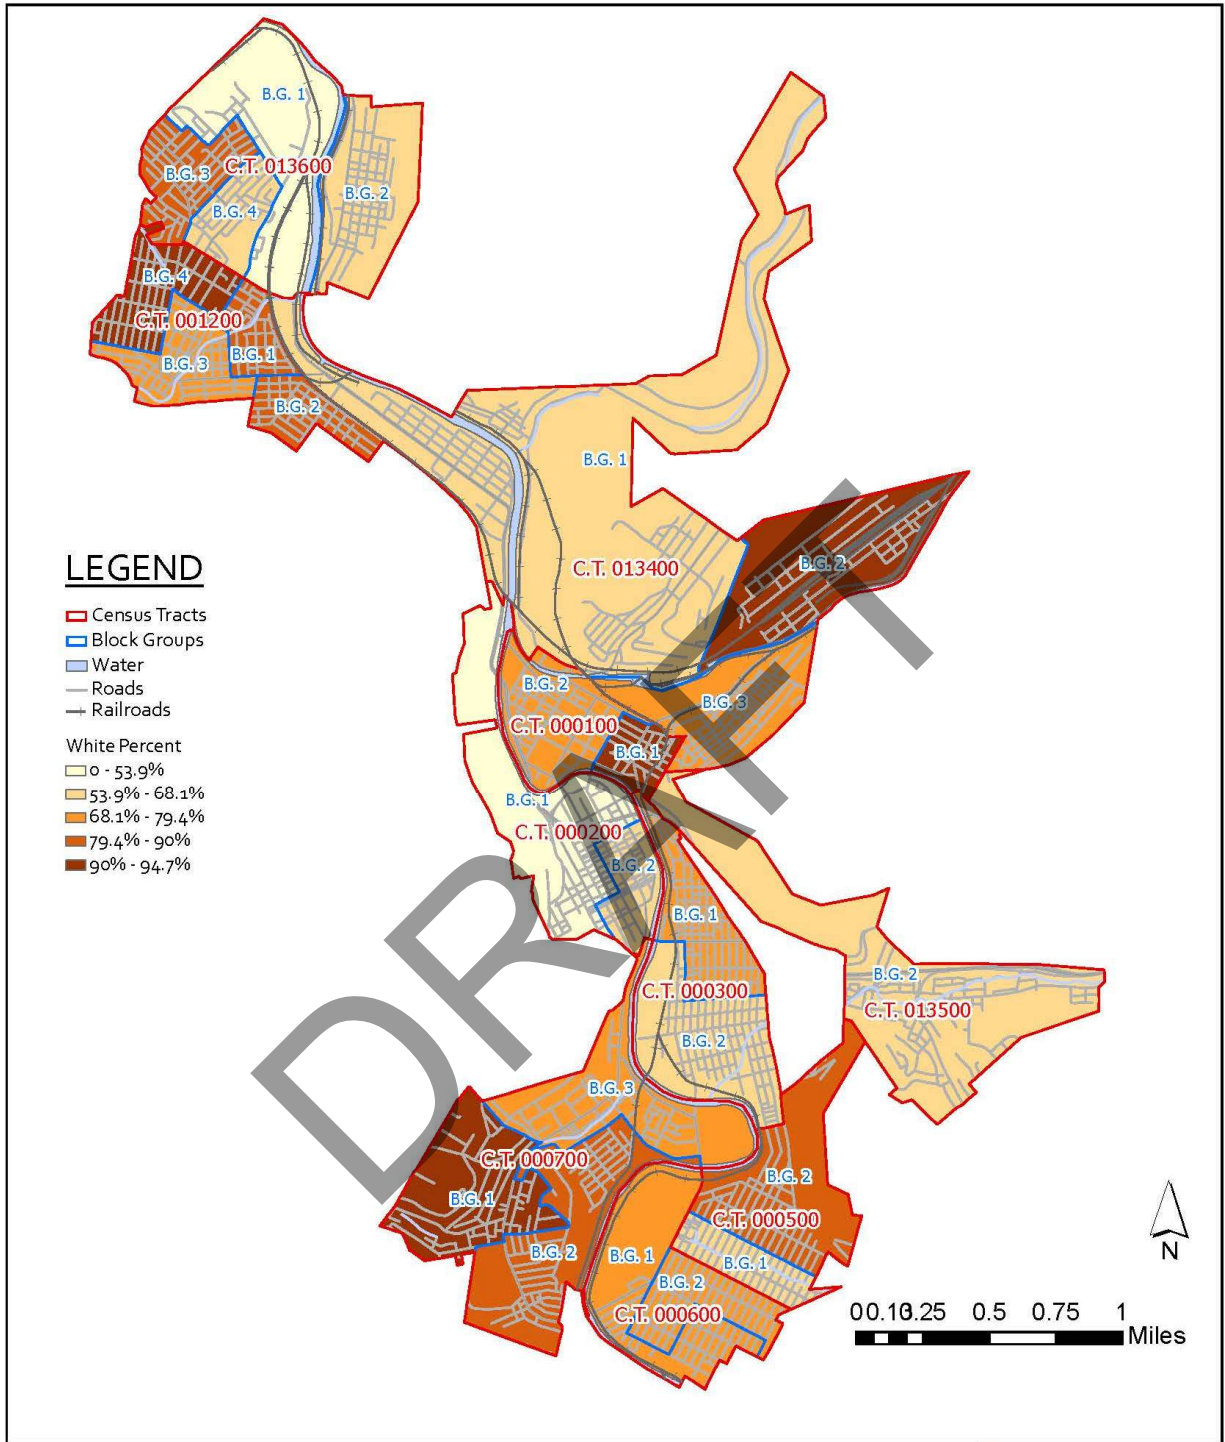 B.G. 1
C.T. 013600
B.G. 3
B.G. 2
B.G. 4
B.G. 4
C.T. 001200
B.G. 1
B.G. 3
B.G. 2
B.G. 1
C.T. 013400
B.G. 2
B.G. 2
B.G. 3
C.T. 000100
B.G. 1
B.G. 1
C.T. 000200
B.G. 2
B.G. 1
B.G. 2
C.T. 000300
C.T. 013500
B.G. 2
B.G. 3
C.T. 000700
B.G. 2
B.G. 1
C.T. 000500
B.G. 2
B.G. 1
B.G. 1
B.G. 2
C.T. 000600
LEGEND
Census Tracts
Block Groups
Water
Roads
Railroads
White Percent
0 - 53.9%
53.9% - 68.1%
68.1% - 79.4%
79.4% - 90%
90% - 94.7%
DRAFT
N
0 0.13 0.25 0.5 0.75 1
Miles